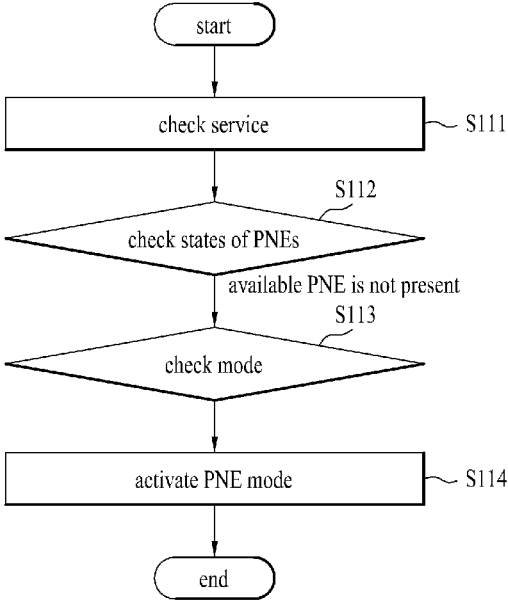 start
check service
S111
S112
check states of PNEs
available PNE is not present
S113
check mode
activate PNE mode
S114
end